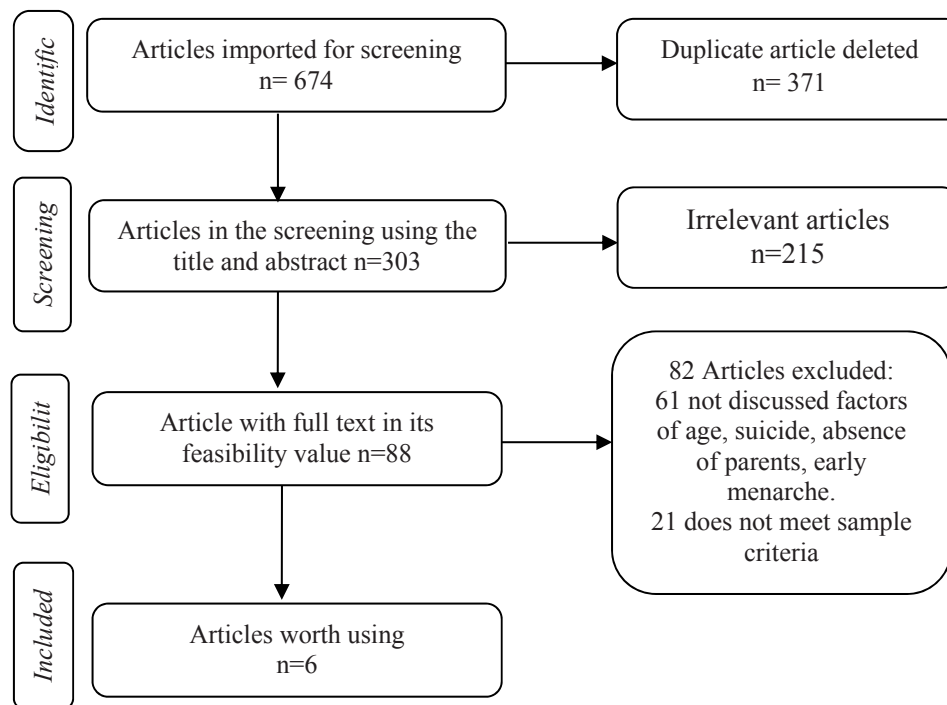 Identific
Articles imported for screening
n= 674
Duplicate article deleted
n= 371
Screening
Articles in the screening using the
title and abstract n=303
Irrelevant articles
n=215
Eligibilit
Article with full text in its
feasibility value n=88
82 Articles excluded:
61 not discussed factors
of age, suicide, absence
of parents, early
menarche.
21 does not meet sample
criteria
Included
Articles worth using
n=6